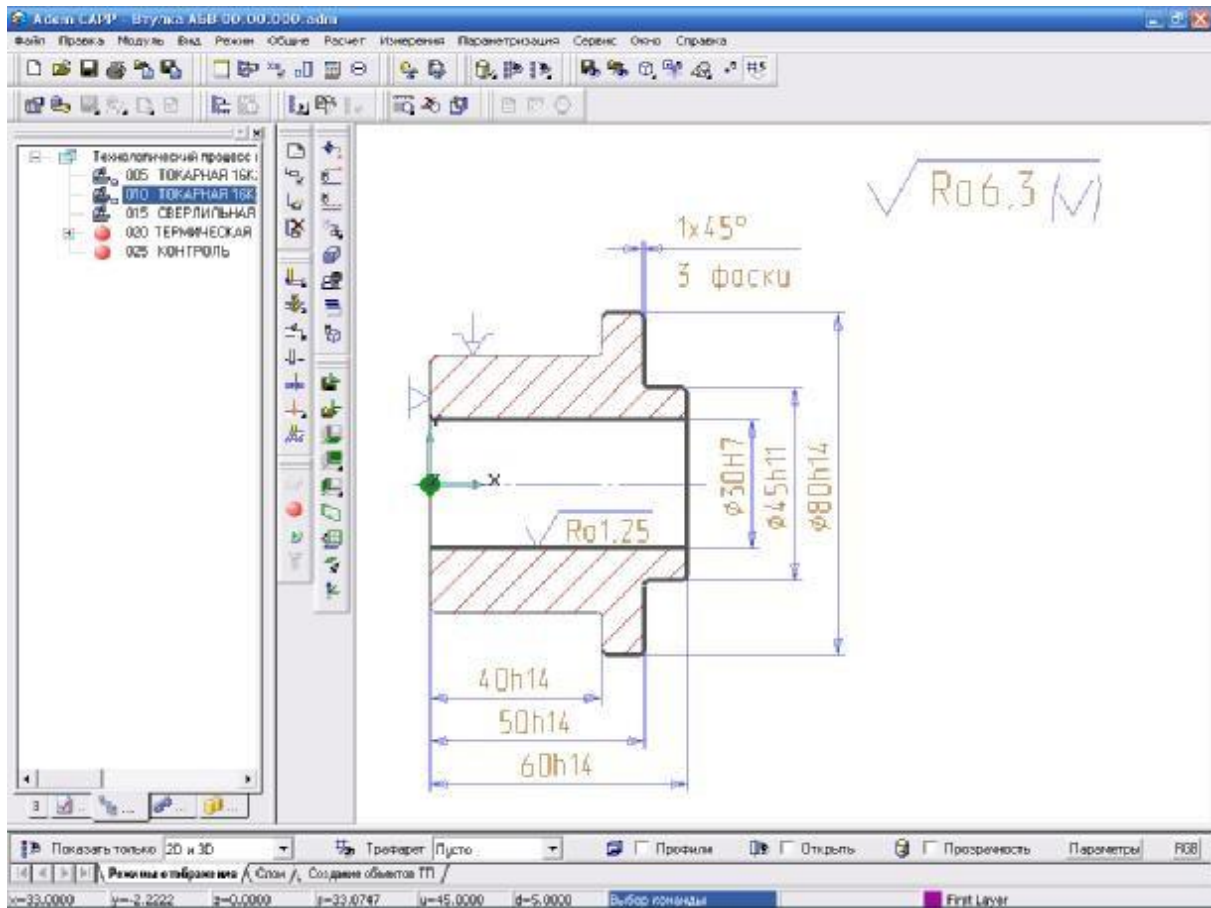 Adem CAPP - Втулка АБВ 00.00.000.adm
Файл Правка Модуль Вид Режим Общие Расчет Измерения Параметризация Сервис Окно Справка
Технологический процесс
005 ТОКАРНАЯ 16К
010 ТОКАРНАЯ 16К
015 СВЕРЛИЛЬНАЯ
020 ТЕРМИЧЕСКАЯ
025 КОНТРОЛЬ
Ra6,3 (√)
1x45°
3 фаски
Y
X
Ra1.25
φ30H7
φ45h11
φ80h14
40h14
50h14
60h14
З
Показать только 2D и 3D Трафарет Пусто Профили Открыть Прозрачность Параметры RGB
Режимы отображения Слои Создание объектов ТП
x=33.0000 y=-2.2222 z=0.0000 r=33.0747 u=45.0000 d=5.0000 Выбор команды First Layer